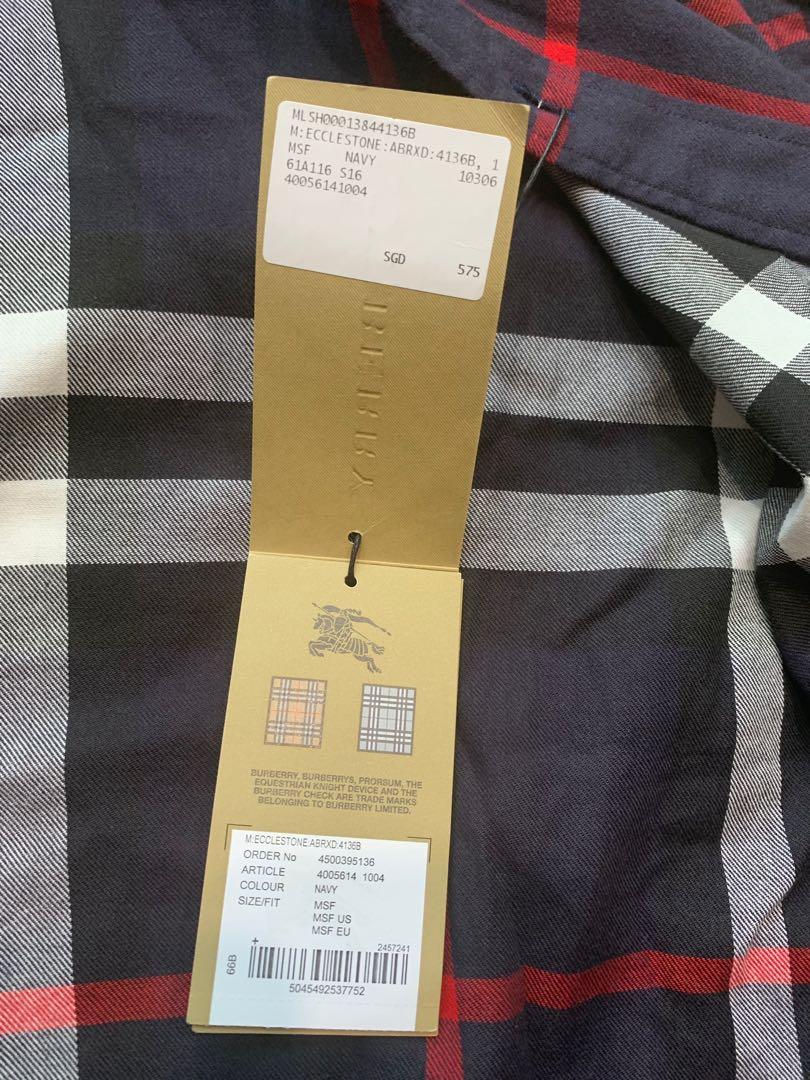 MLSH00013844136B
M:ECCLESTONE:ABRXD:4136B, 1
MSF NAVY 10306
61A116 S16
40056141004
SGD 575
BERRY
BURBERRY, BURBERRYS, PRORSUM, THE
EQUESTRIAN KNIGHT DEVICE AND THE
BURBERRY CHECK ARE TRADE MARKS
BELONGING TO BURBERRY LIMITED.
M:ECCLESTONE:ABRXD:4136B
ORDER No 4500395136
ARTICLE 4005614 1004
COLOUR NAVY
SIZE/FIT MSF
MSF US
MSF EU
2457241
66B
5045492537752